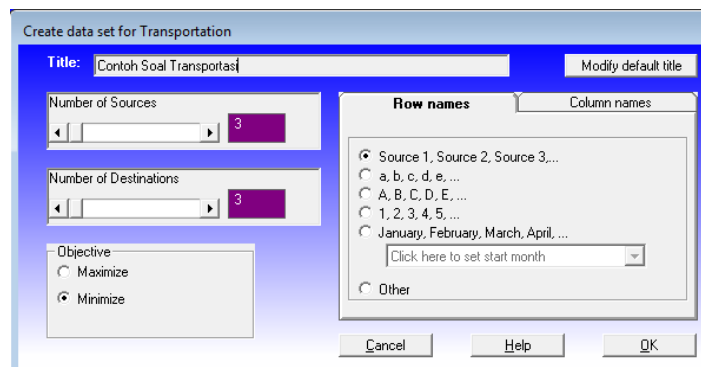 Create data set for Transportation
Title: Contoh Soal Transportasi
Modify default title
Number of Sources
3
Number of Destinations
3
Objective
Maximize
Minimize
Row names
Column names
Source 1, Source 2, Source 3,...
a, b, c, d, e, ...
A, B, C, D, E, ...
1, 2, 3, 4, 5, ...
January, February, March, April, ...
Click here to set start month
Other
Cancel
Help
OK